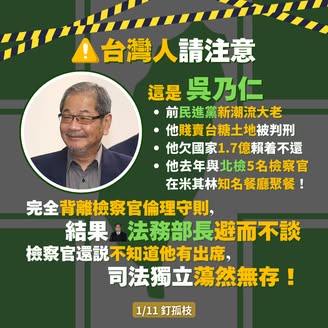 台灣人請注意
這是 吳乃仁
• 前民進黨新潮流大老
• 他賤賣台糖土地被判刑
• 他欠國家1.7億賴着不還
• 他去年與北檢5名檢察官
在米其林知名餐廳聚餐！
完全背離檢察官倫理守則,
結果 法務部長避而不談
檢察官還說不知道他有出席,
司法獨立蕩然無存！
1/11 釘孤枝